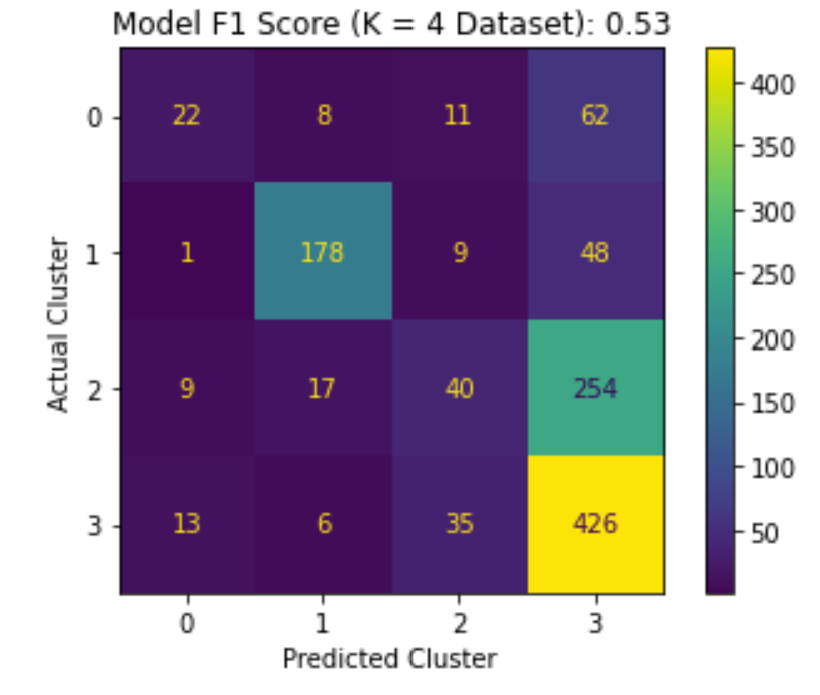 Model F1 Score (K = 4 Dataset): 0.53
0 22 8 11 62
1 1 178 9 48
2 9 17 40 254
3 13 6 35 426
0 1 2 3
Predicted Cluster
Actual Cluster
400
350
300
250
200
150
100
50